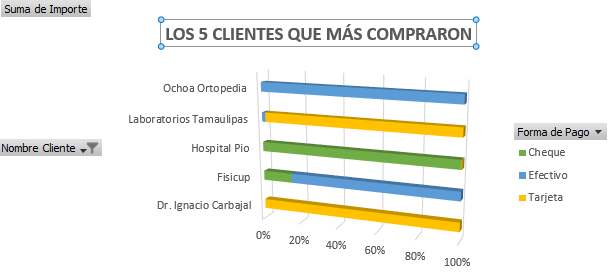 Suma de Importe
LOS 5 CLIENTES QUE MÁS COMPRARON
Ochoa Ortopedia
Laboratorios Tamaulipas
Hospital Pio
Fisicup
Dr. Ignacio Carbajal
0% 20% 40% 60% 80% 100%
Nombre Cliente
Forma de Pago
Cheque
Efectivo
Tarjeta